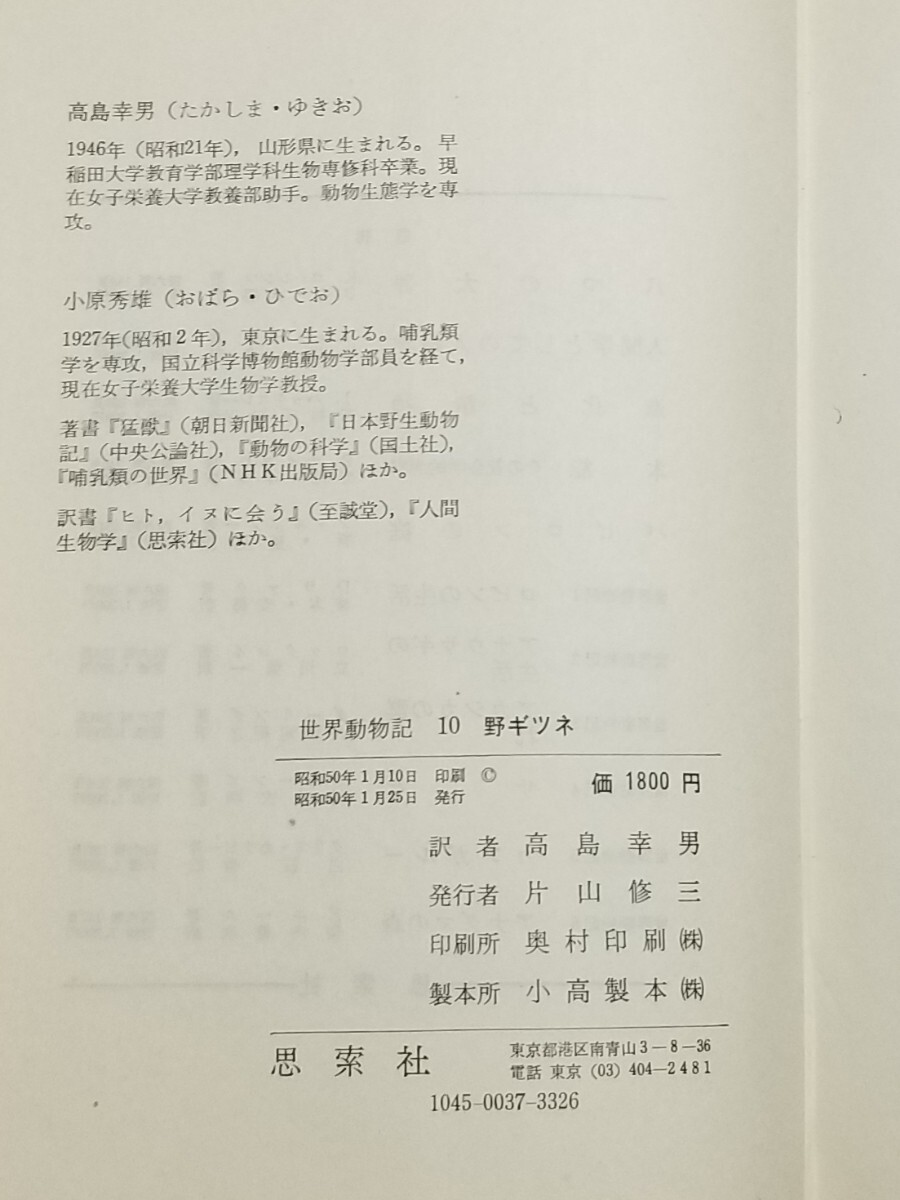 高島幸男（たかしま・ゆきお）
1946年（昭和21年），山形県に生まれる。早
稲田大学教育学部理学科生物専修科卒業。現
在女子栄養大学教養部助手。動物生態学を専
攻。
小原秀雄（おばら・ひでお）
1927年(昭和２年)，東京に生まれる。哺乳類
学を専攻，国立科学博物館動物学部員を経て，
現在女子栄養大学生物学教授。
著書『猛獣』(朝日新聞社)，『日本野生動物
記』(中央公論社)，『動物の科学』(国土社)，
『哺乳類の世界』(ＮＨＫ出版局) ほか。
訳書『ヒト，イヌに会う』(至誠堂)，『人間
生物学』(思索社) ほか。
世界動物記 10 野ギツネ
昭和50年１月10日 印刷 ©
昭和50年１月25日 発行
価 1800 円
訳者 高島幸男
発行者 片山修三
印刷所 奥村印刷㈱
製本所 小高製本㈱
思索社
東京都港区南青山３－８－36
電話 東京 (03) 404－2481
1045-0037-3326